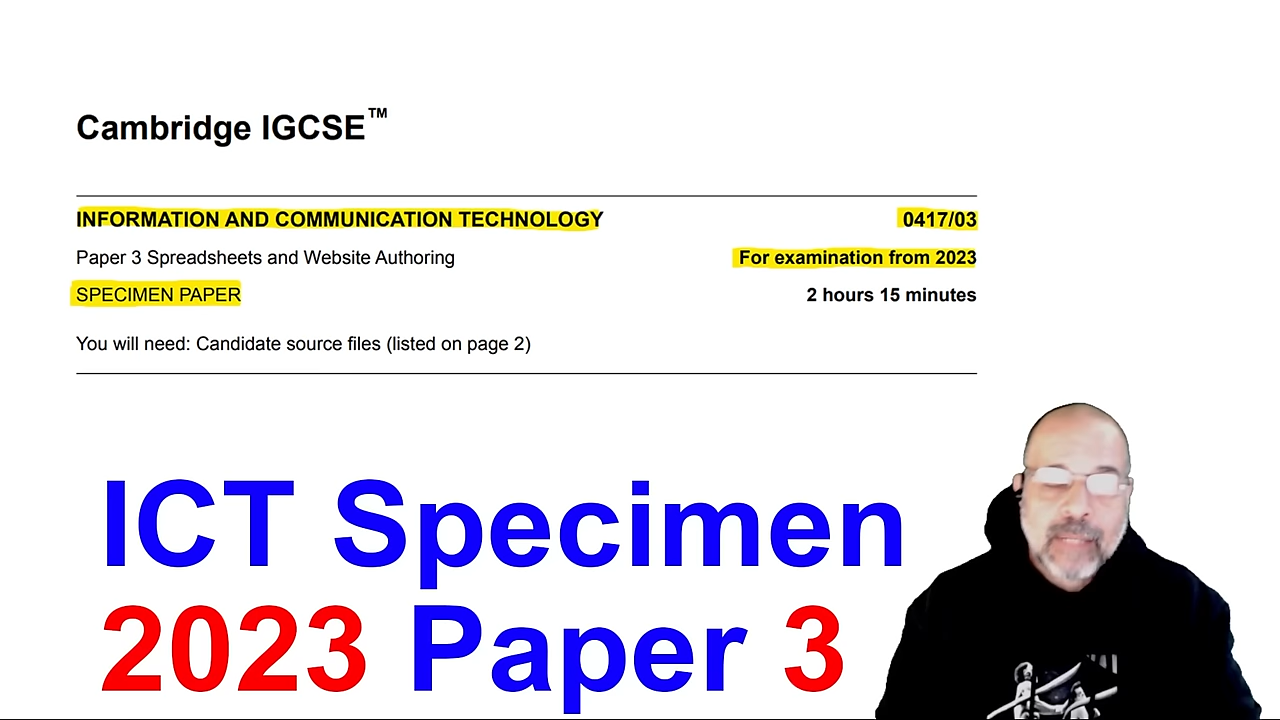 Cambridge IGCSE™
INFORMATION AND COMMUNICATION TECHNOLOGY 0417/03
Paper 3 Spreadsheets and Website Authoring For examination from 2023
SPECIMEN PAPER 2 hours 15 minutes
You will need: Candidate source files (listed on page 2)
ICT Specimen
2023 Paper 3